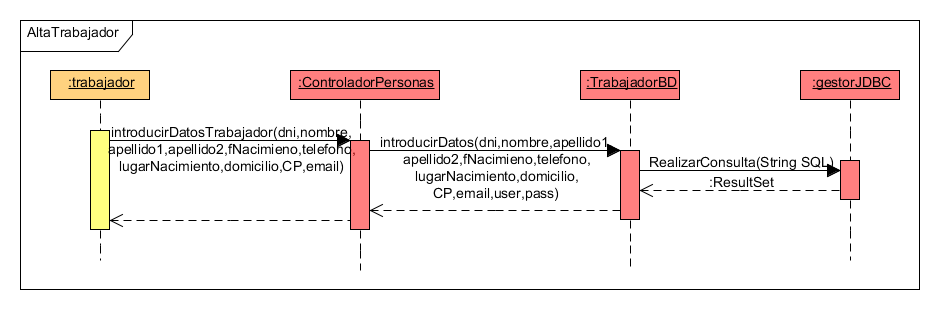 AltaTrabajador
:trabajador
:ControladorPersonas
:TrabajadorBD
:gestorJDBC
introducirDatosTrabajador(dni,nombre,
apellido1,apellido2,fNacimieno,telefono,
lugarNacimiento,domicilio,CP,email)
introducirDatos(dni,nombre,apellido1,
apellido2,fNacimieno,telefono,
lugarNacimiento,domicilio,
CP,email,user,pass)
RealizarConsulta(String SQL)
:ResultSet